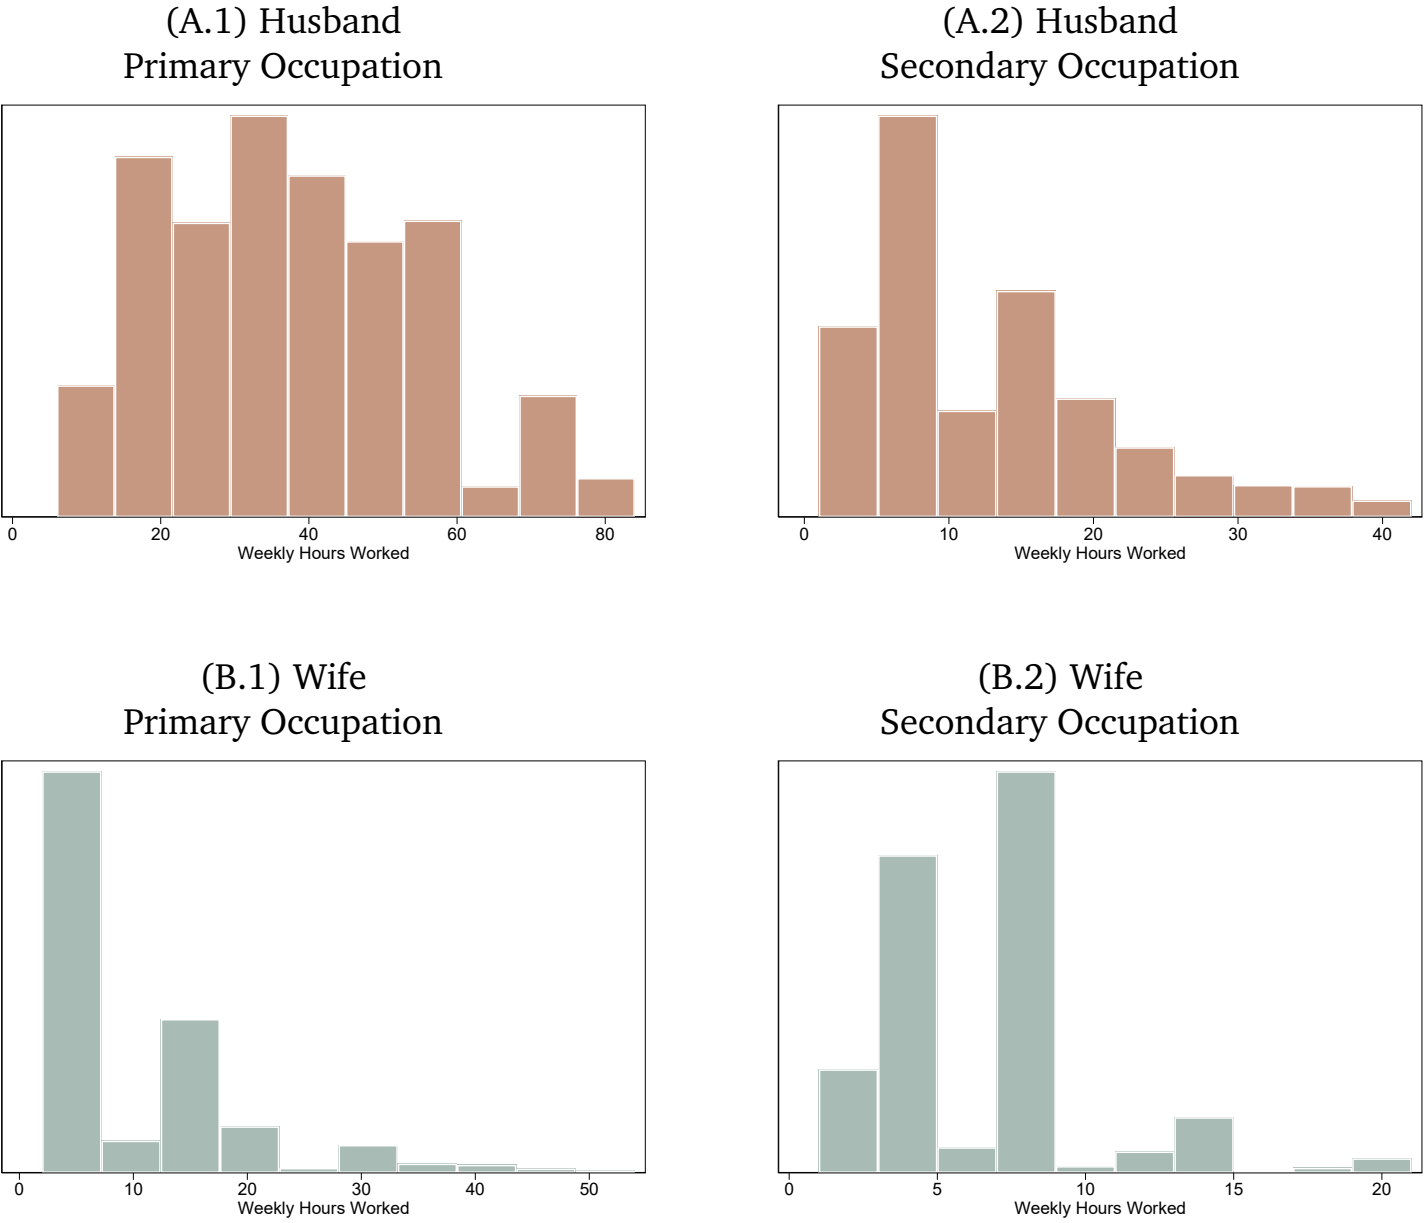 (A.1) Husband
Primary Occupation
0 20 40 60 80
Weekly Hours Worked
(A.2) Husband
Secondary Occupation
0 10 20 30 40
Weekly Hours Worked
(B.1) Wife
Primary Occupation
0 10 20 30 40 50
Weekly Hours Worked
(B.2) Wife
Secondary Occupation
0 5 10 15 20
Weekly Hours Worked